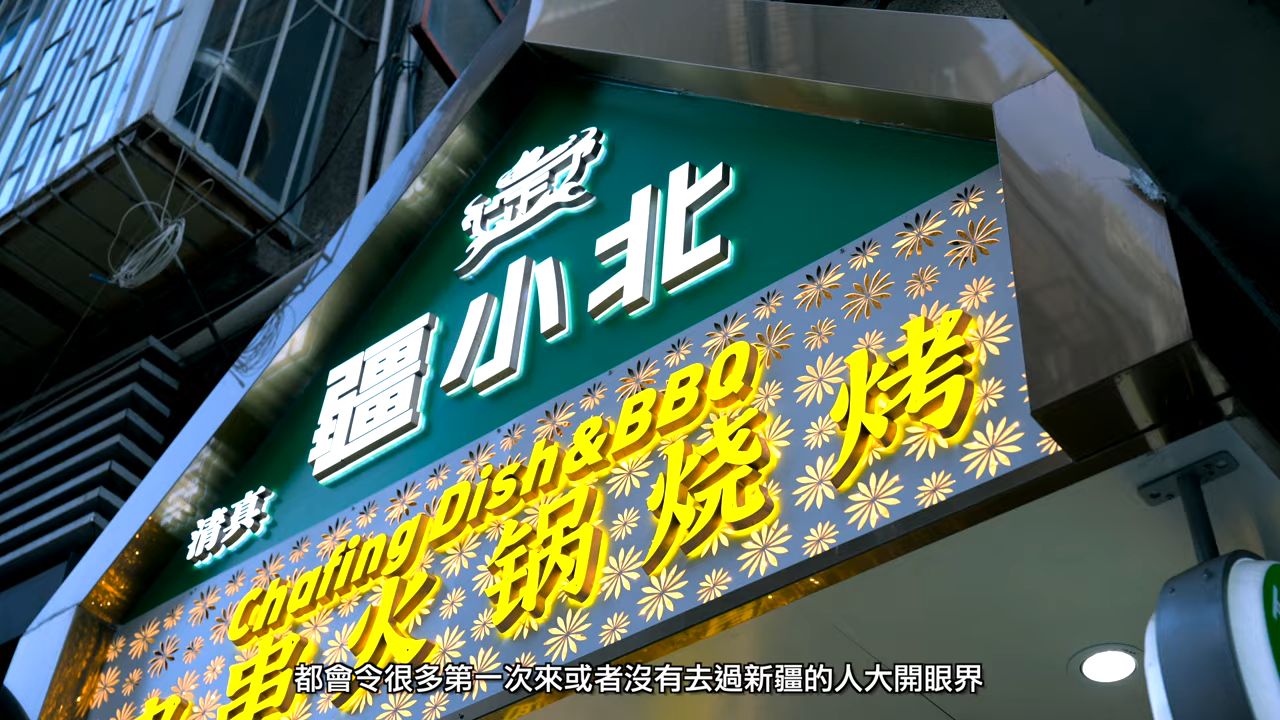 疆小北
清真
Chafing Dish&BBQ
串火锅烧烤
都會令很多第一次來或者沒有去過新疆的人大開眼界